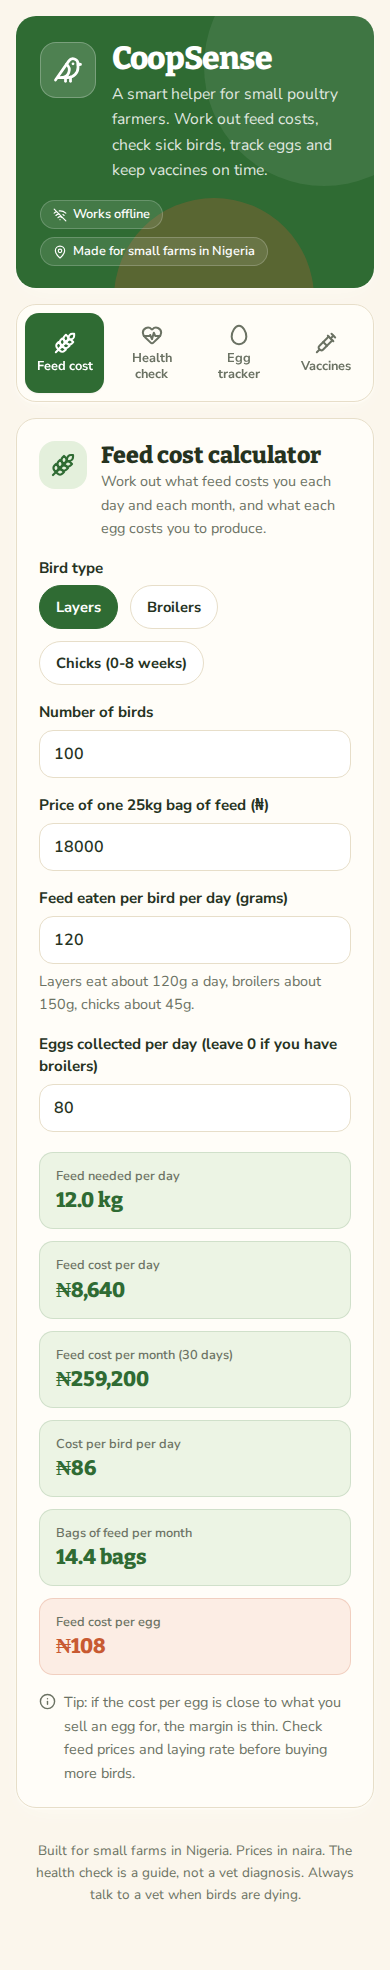 CoopSense
A smart helper for small poultry
farmers. Work out feed costs,
check sick birds, track eggs and
keep vaccines on time.
Works offline
Made for small farms in Nigeria
Feed cost
Health
check
Egg
tracker
Vaccines
Feed cost calculator
Work out what feed costs you each
day and each month, and what each
egg costs you to produce.
Bird type
Layers
Broilers
Chicks (0-8 weeks)
Number of birds
100
Price of one 25kg bag of feed (₦)
18000
Feed eaten per bird per day (grams)
120
Layers eat about 120g a day, broilers about
150g, chicks about 45g.
Eggs collected per day (leave 0 if you have
broilers)
80
Feed needed per day
12.0 kg
Feed cost per day
₦8,640
Feed cost per month (30 days)
₦259,200
Cost per bird per day
₦86
Bags of feed per month
14.4 bags
Feed cost per egg
₦108
Tip: if the cost per egg is close to what you
sell an egg for, the margin is thin. Check
feed prices and laying rate before buying
more birds.
Built for small farms in Nigeria. Prices in naira. The
health check is a guide, not a vet diagnosis. Always
talk to a vet when birds are dying.